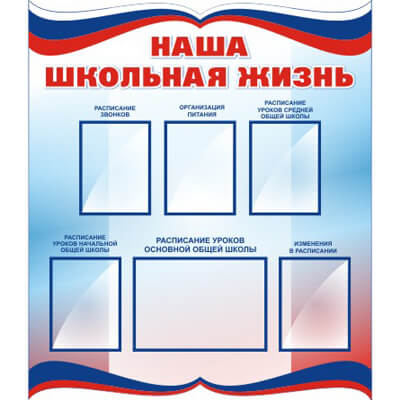 НАША
ШКОЛЬНАЯ ЖИЗНЬ
РАСПИСАНИЕ
ЗВОНКОВ
ОРГАНИЗАЦИЯ
ПИТАНИЯ
РАСПИСАНИЕ
УРОКОВ СРЕДНЕЙ
ОБЩЕЙ ШКОЛЫ
РАСПИСАНИЕ
УРОКОВ НАЧАЛЬНОЙ
ОБЩЕЙ ШКОЛЫ
РАСПИСАНИЕ УРОКОВ
ОСНОВНОЙ ОБЩЕЙ ШКОЛЫ
ИЗМЕНЕНИЯ
В РАСПИСАНИИ